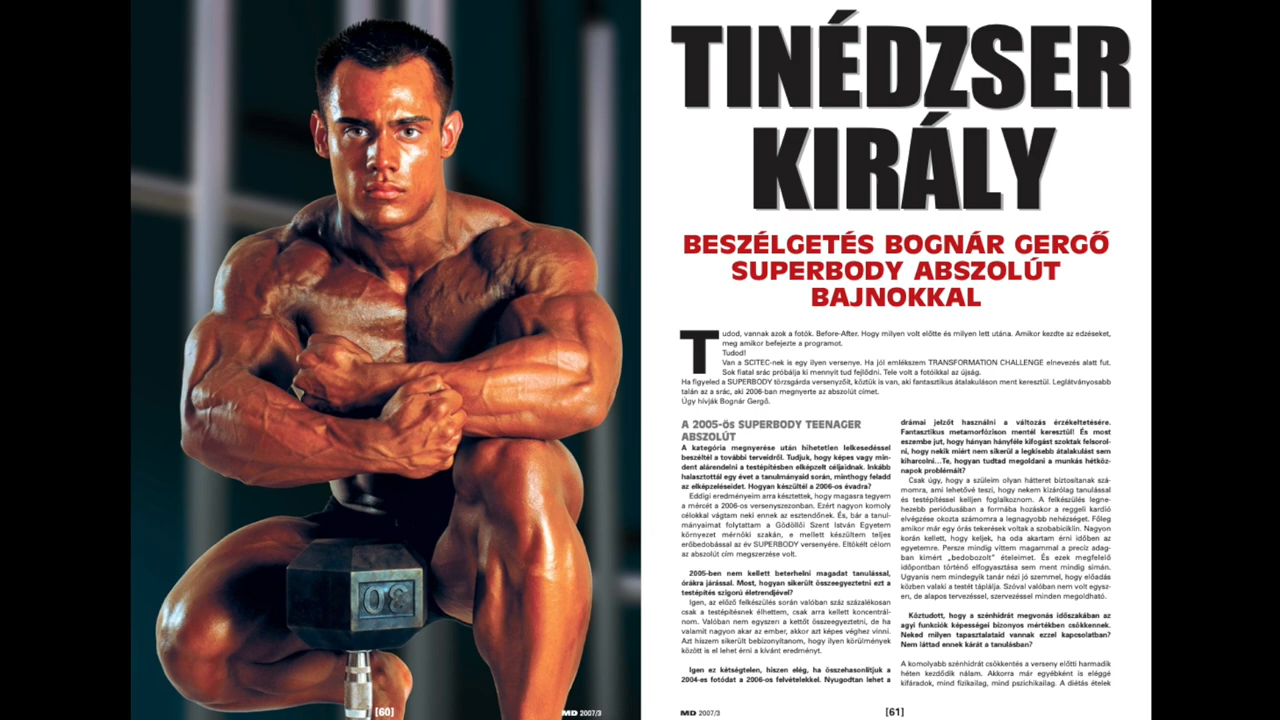 TINÉDZSER
KIRÁLY
BESZÉLGETÉS BOGNÁR GERGŐ
SUPERBODY ABSZOLÚT
BAJNOKKAL
Tudod, vannak azok a fotók. Before-After. Hogy milyen volt előtte és milyen lett utána. Amikor kezdte az edzéseket,
meg amikor befejezte a programot.
Tudod!
Van a SCITEC-nek is egy ilyen versenye. Ha jól emlékszem TRANSFORMATION CHALLENGE elnevezés alatt fut.
Sok fiatal srác próbálja ki mennyit tud fejlődni. Tele volt a fotóikkal az újság.
Ha figyeled a SUPERBODY törzsgárda versenyzőit, köztük is van, aki fantasztikus átalakuláson ment keresztül. Leglátványosabb
talán az a srác, aki 2006-ban megnyerte az abszolút címet.
Úgy hívják Bognár Gergő.
A 2005-ös SUPERBODY TEENAGER
ABSZOLÚT
A kategória megnyerése után hihetetlen lelkesedéssel
beszéltél a további terveidről. Tudjuk, hogy képes vagy min-
dent alárendelni a testépítésben elképzelt céljaidnak. Inkább
halasztottál egy évet a tanulmányaid során, minthogy feladd
az elképzeléseidet. Hogyan készültél a 2006-os évadra?
Eddigi eredményeim arra késztettek, hogy magasra tegyem
a mércét a 2006-os versenyszezonban. Ezért nagyon komoly
célokkal vágtam neki ennek az esztendőnek. És, bár a tanul-
mányaimat folytattam a Gödöllői Szent István Egyetem
környezet mérnöki szakán, e mellett készültem teljes
erőbedobással az év SUPERBODY versenyére. Eltökélt célom
az abszolút cím megszerzése volt.
2005-ben nem kellett beterhelni magadat tanulással,
órákra járással. Most, hogyan sikerült összeegyeztetni ezt a
testépítés szigorú életrendjével?
Igen, az előző felkészülés során valóban száz százalékosan
csak a testépítésnek élhettem, csak arra kellett koncentrál-
nom. Valóban nem egyszerű a kettőt összeegyeztetni, de ha
valamit nagyon akar az ember, akkor azt képes véghez vinni.
Azt hiszem sikerült bebizonyítanom, hogy ilyen körülmények
között is el lehet érni a kívánt eredményt.
Igen ez kétségtelen, hiszen elég, ha összehasonlítjuk a
2004-es fotódat a 2006-os felvételekkel. Nyugodtan lehet a
drámai jelzőt használni a változás érzékeltetésére.
Fantasztikus metamorfózison mentél keresztül! És most
eszembe jut, hogy hányan hányféle kifogást szoktak felsorol-
ni, hogy nekik miért nem sikerül a legkisebb átalakulást sem
kiharcolni...Te, hogyan tudtad megoldani a munkás hétköz-
napok problémáit?
Csak úgy, hogy a szüleim olyan hátteret biztosítanak szá-
momra, ami lehetővé teszi, hogy nekem kizárólag tanulással
és testépítéssel kelljen foglalkoznom. A felkészülés legne-
hezebb periódusában a formába hozáskor a reggeli kardió
elvégzése okozta számomra a legnagyobb nehézséget. Főleg
amikor már egy órás tekerések voltak a szobabiciklin. Nagyon
korán kellett, hogy keljek, ha oda akartam érni időben az
egyetemre. Persze mindig vittem magammal a precíz adag-
ban kimért „bedobozolt" ételeimet. És ezek megfelelő
időpontban történő elfogyasztása sem ment mindig simán.
Ugyanis nem mindegyik tanár nézi jó szemmel, hogy előadás
közben valaki a testét táplálja. Szóval valóban nem volt egysze-
rű, de alapos tervezéssel, szervezéssel minden megoldható.
Köztudott, hogy a szénhidrát megvonás időszakában az
agyi funkciók képességei bizonyos mértékben csökkennek.
Neked milyen tapasztalataid vannak ezzel kapcsolatban?
Nem láttad ennek kárát a tanulásban?
A komolyabb szénhidrát csökkentés a verseny előtti harmadik
héten kezdődik nálam. Akkorra már egyébként is eléggé
kifáradok, mind fizikailag, mind pszichikailag. A diétás ételek
[60]
MD 2007/3
MD 2007/3
[61]